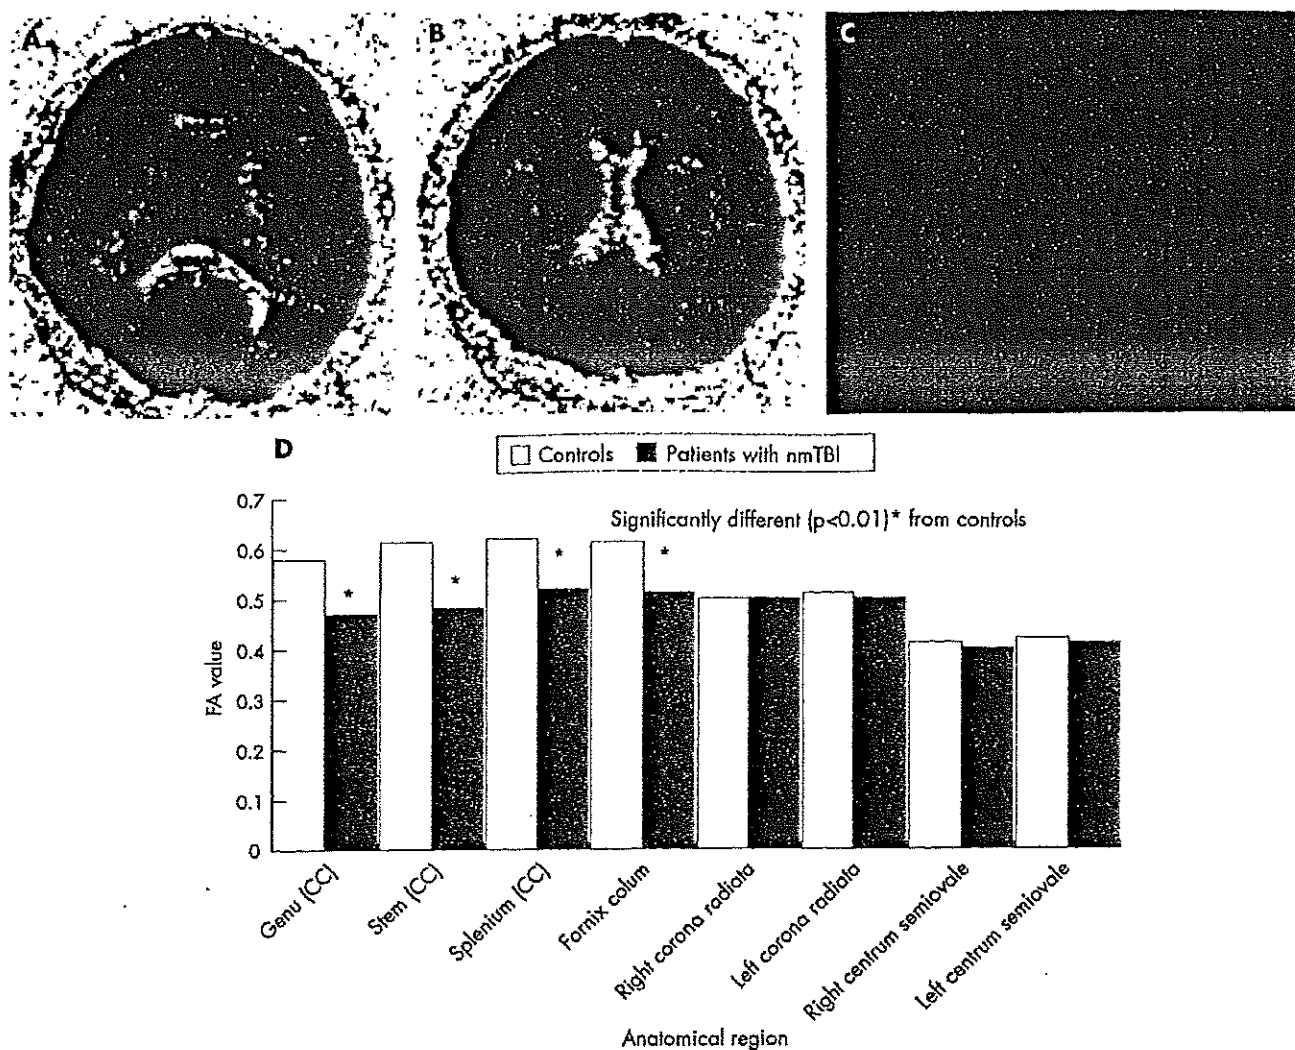 A
B
C
D
Controls
Patients with nmTBI
Significantly different (p<0.01)* from controls
0.7
0.6
0.5
0.4
0.3
0.2
0.1
0
FA value
*
*
*
*
Genu (CC)
Stem (CC)
Splenium (CC)
Fornix colum
Right corona radiata
Left corona radiata
Right centrum semiovale
Left centrum semiovale
Anatomical region